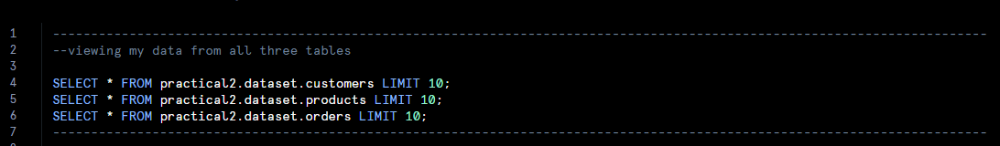 1 --------------------------------------------------------------------------------------------------------------------------
2 --viewing my data from all three tables
3
4 SELECT * FROM practical2.dataset.customers LIMIT 10;
5 SELECT * FROM practical2.dataset.products LIMIT 10;
6 SELECT * FROM practical2.dataset.orders LIMIT 10;
7 --------------------------------------------------------------------------------------------------------------------------